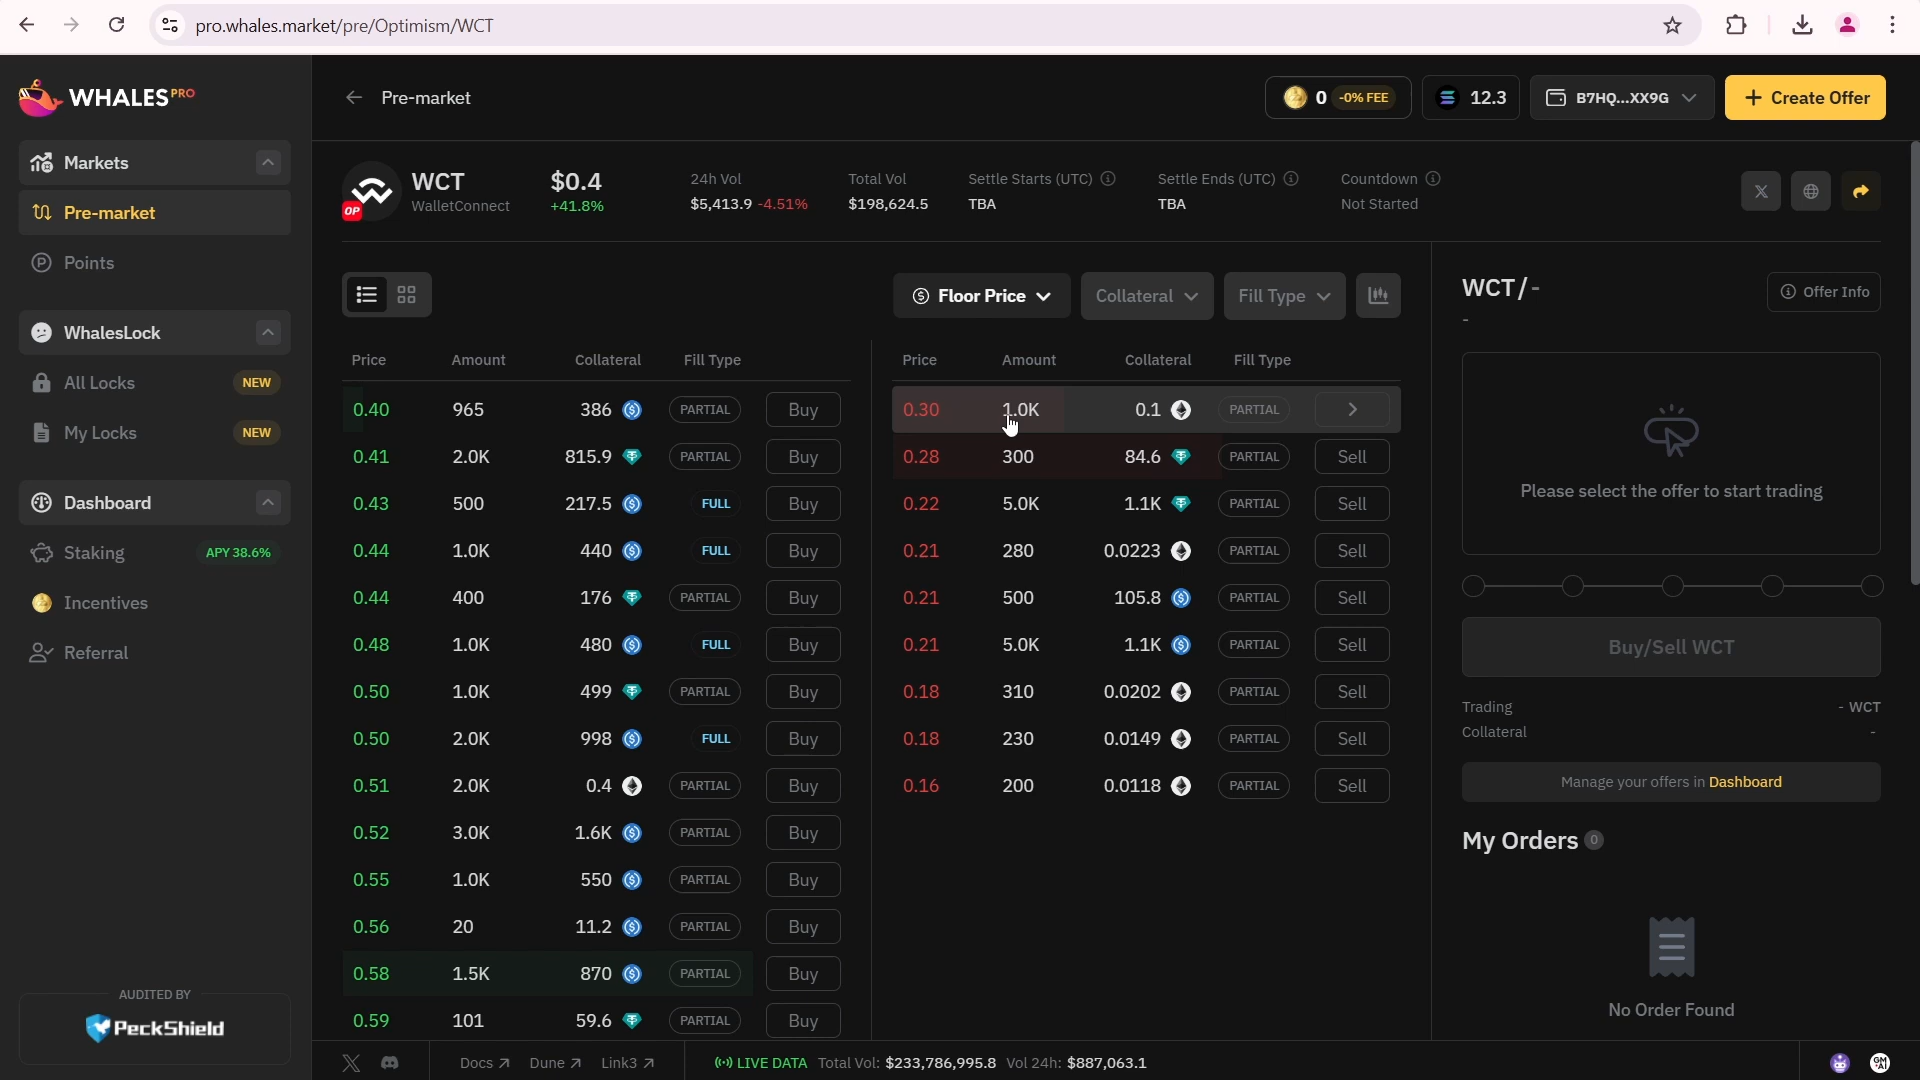 pro.whales.market/pre/Optimism/WCT
WHALES PRO
Markets
Pre-market
Points
WhalesLock
All Locks NEW
My Locks NEW
Dashboard
Staking APY 38.6%
Incentives
Referral
AUDITED BY
PeckShield
Pre-market
0 -0% FEE
12.3
B7HQ...XX9G
+ Create Offer
OP
WCT
WalletConnect
$0.4
+41.8%
24h Vol
$5,413.9 -4.51%
Total Vol
$198,624.5
Settle Starts (UTC)
TBA
Settle Ends (UTC)
TBA
Countdown
Not Started
Floor Price
Collateral
Fill Type
Price Amount Collateral Fill Type
0.40 965 386 PARTIAL Buy
0.41 2.0K 815.9 PARTIAL Buy
0.43 500 217.5 FULL Buy
0.44 1.0K 440 FULL Buy
0.44 400 176 PARTIAL Buy
0.48 1.0K 480 FULL Buy
0.50 1.0K 499 PARTIAL Buy
0.50 2.0K 998 FULL Buy
0.51 2.0K 0.4 PARTIAL Buy
0.52 3.0K 1.6K PARTIAL Buy
0.55 1.0K 550 PARTIAL Buy
0.56 20 11.2 PARTIAL Buy
0.58 1.5K 870 PARTIAL Buy
0.59 101 59.6 PARTIAL Buy
Price Amount Collateral Fill Type
0.30 1.0K 0.1 PARTIAL
0.28 300 84.6 PARTIAL Sell
0.22 5.0K 1.1K PARTIAL Sell
0.21 280 0.0223 PARTIAL Sell
0.21 500 105.8 PARTIAL Sell
0.21 5.0K 1.1K PARTIAL Sell
0.18 310 0.0202 PARTIAL Sell
0.18 230 0.0149 PARTIAL Sell
0.16 200 0.0118 PARTIAL Sell
WCT / -
-
Offer Info
Please select the offer to start trading
Buy/Sell WCT
Trading - WCT
Collateral -
Manage your offers in Dashboard
My Orders 0
No Order Found
Docs Dune Link3
LIVE DATA Total Vol: $233,786,995.8 Vol 24h: $887,063.1